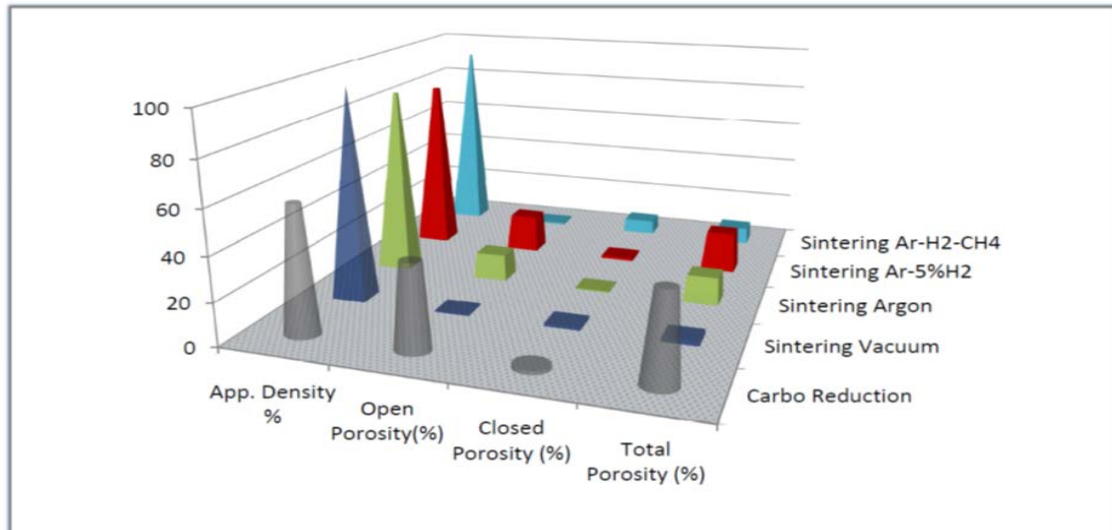 100
80
60
40
20
0
App. Density
%
Open
Porosity(%)
Closed
Porosity (%)
Total
Porosity (%)
Sintering Ar-H2-CH4
Sintering Ar-5%H2
Sintering Argon
Sintering Vacuum
Carbo Reduction